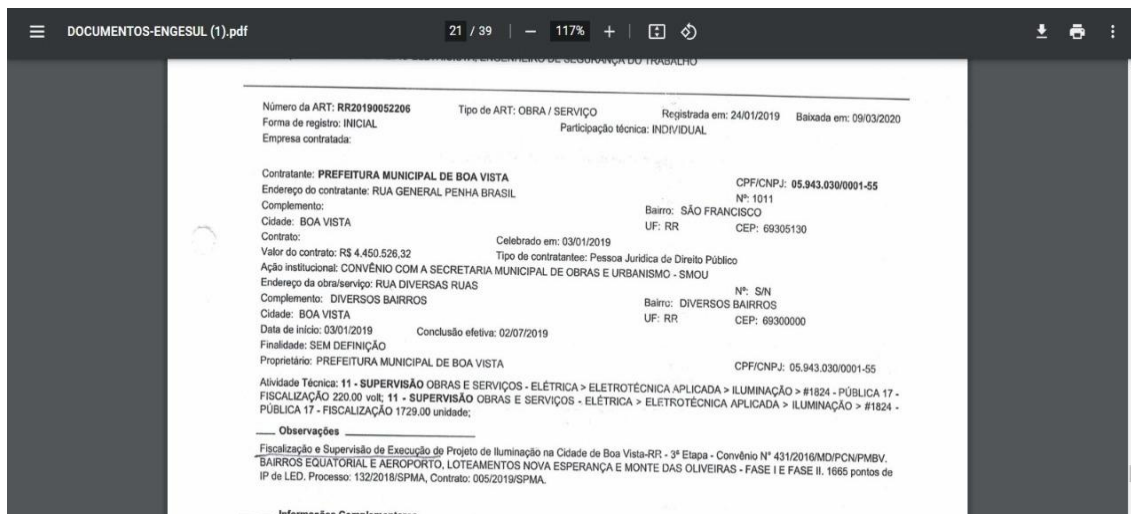 DOCUMENTOS-ENGESUL (1).pdf 21 / 39 117%
ENGENHEIRO DE SEGURANÇA DO TRABALHO
Número da ART: RR20190052206 Tipo de ART: OBRA / SERVIÇO Registrada em: 24/01/2019 Baixada em: 09/03/2020
Forma de registro: INICIAL Participação técnica: INDIVIDUAL
Empresa contratada:
Contratante: PREFEITURA MUNICIPAL DE BOA VISTA CPF/CNPJ: 05.943.030/0001-55
Endereço do contratante: RUA GENERAL PENHA BRASIL Nº: 1011
Complemento: Bairro: SÃO FRANCISCO
Cidade: BOA VISTA UF: RR CEP: 69305130
Contrato: Celebrado em: 03/01/2019
Valor do contrato: R$ 4.450.526,32 Tipo de contratantee: Pessoa Juridica de Direito Público
Ação institucional: CONVÊNIO COM A SECRETARIA MUNICIPAL DE OBRAS E URBANISMO - SMOU
Endereço da obra/serviço: RUA DIVERSAS RUAS Nº: S/N
Complemento: DIVERSOS BAIRROS Bairro: DIVERSOS BAIRROS
Cidade: BOA VISTA UF: RR CEP: 69300000
Data de início: 03/01/2019 Conclusão efetiva: 02/07/2019
Finalidade: SEM DEFINIÇÃO
Proprietário: PREFEITURA MUNICIPAL DE BOA VISTA CPF/CNPJ: 05.943.030/0001-55
Atividade Técnica: 11 - SUPERVISÃO OBRAS E SERVIÇOS - ELÉTRICA > ELETROTÉCNICA APLICADA > ILUMINAÇÃO > #1824 - PÚBLICA 17 -
FISCALIZAÇÃO 220.00 volt; 11 - SUPERVISÃO OBRAS E SERVIÇOS - ELÉTRICA > ELETROTÉCNICA APLICADA > ILUMINAÇÃO > #1824 -
PÚBLICA 17 - FISCALIZAÇÃO 1729.00 unidade;
Observações
Fiscalização e Supervisão de Execução de Projeto de Iluminação na Cidade de Boa Vista-RR - 3ª Etapa - Convênio N° 431/2016/MD/PCN/PMBV.
BAIRROS EQUATORIAL E AEROPORTO, LOTEAMENTOS NOVA ESPERANÇA E MONTE DAS OLIVEIRAS - FASE I E FASE II. 1665 pontos de
IP de LED. Processo: 132/2018/SPMA, Contrato: 005/2019/SPMA.
Informações Complementares